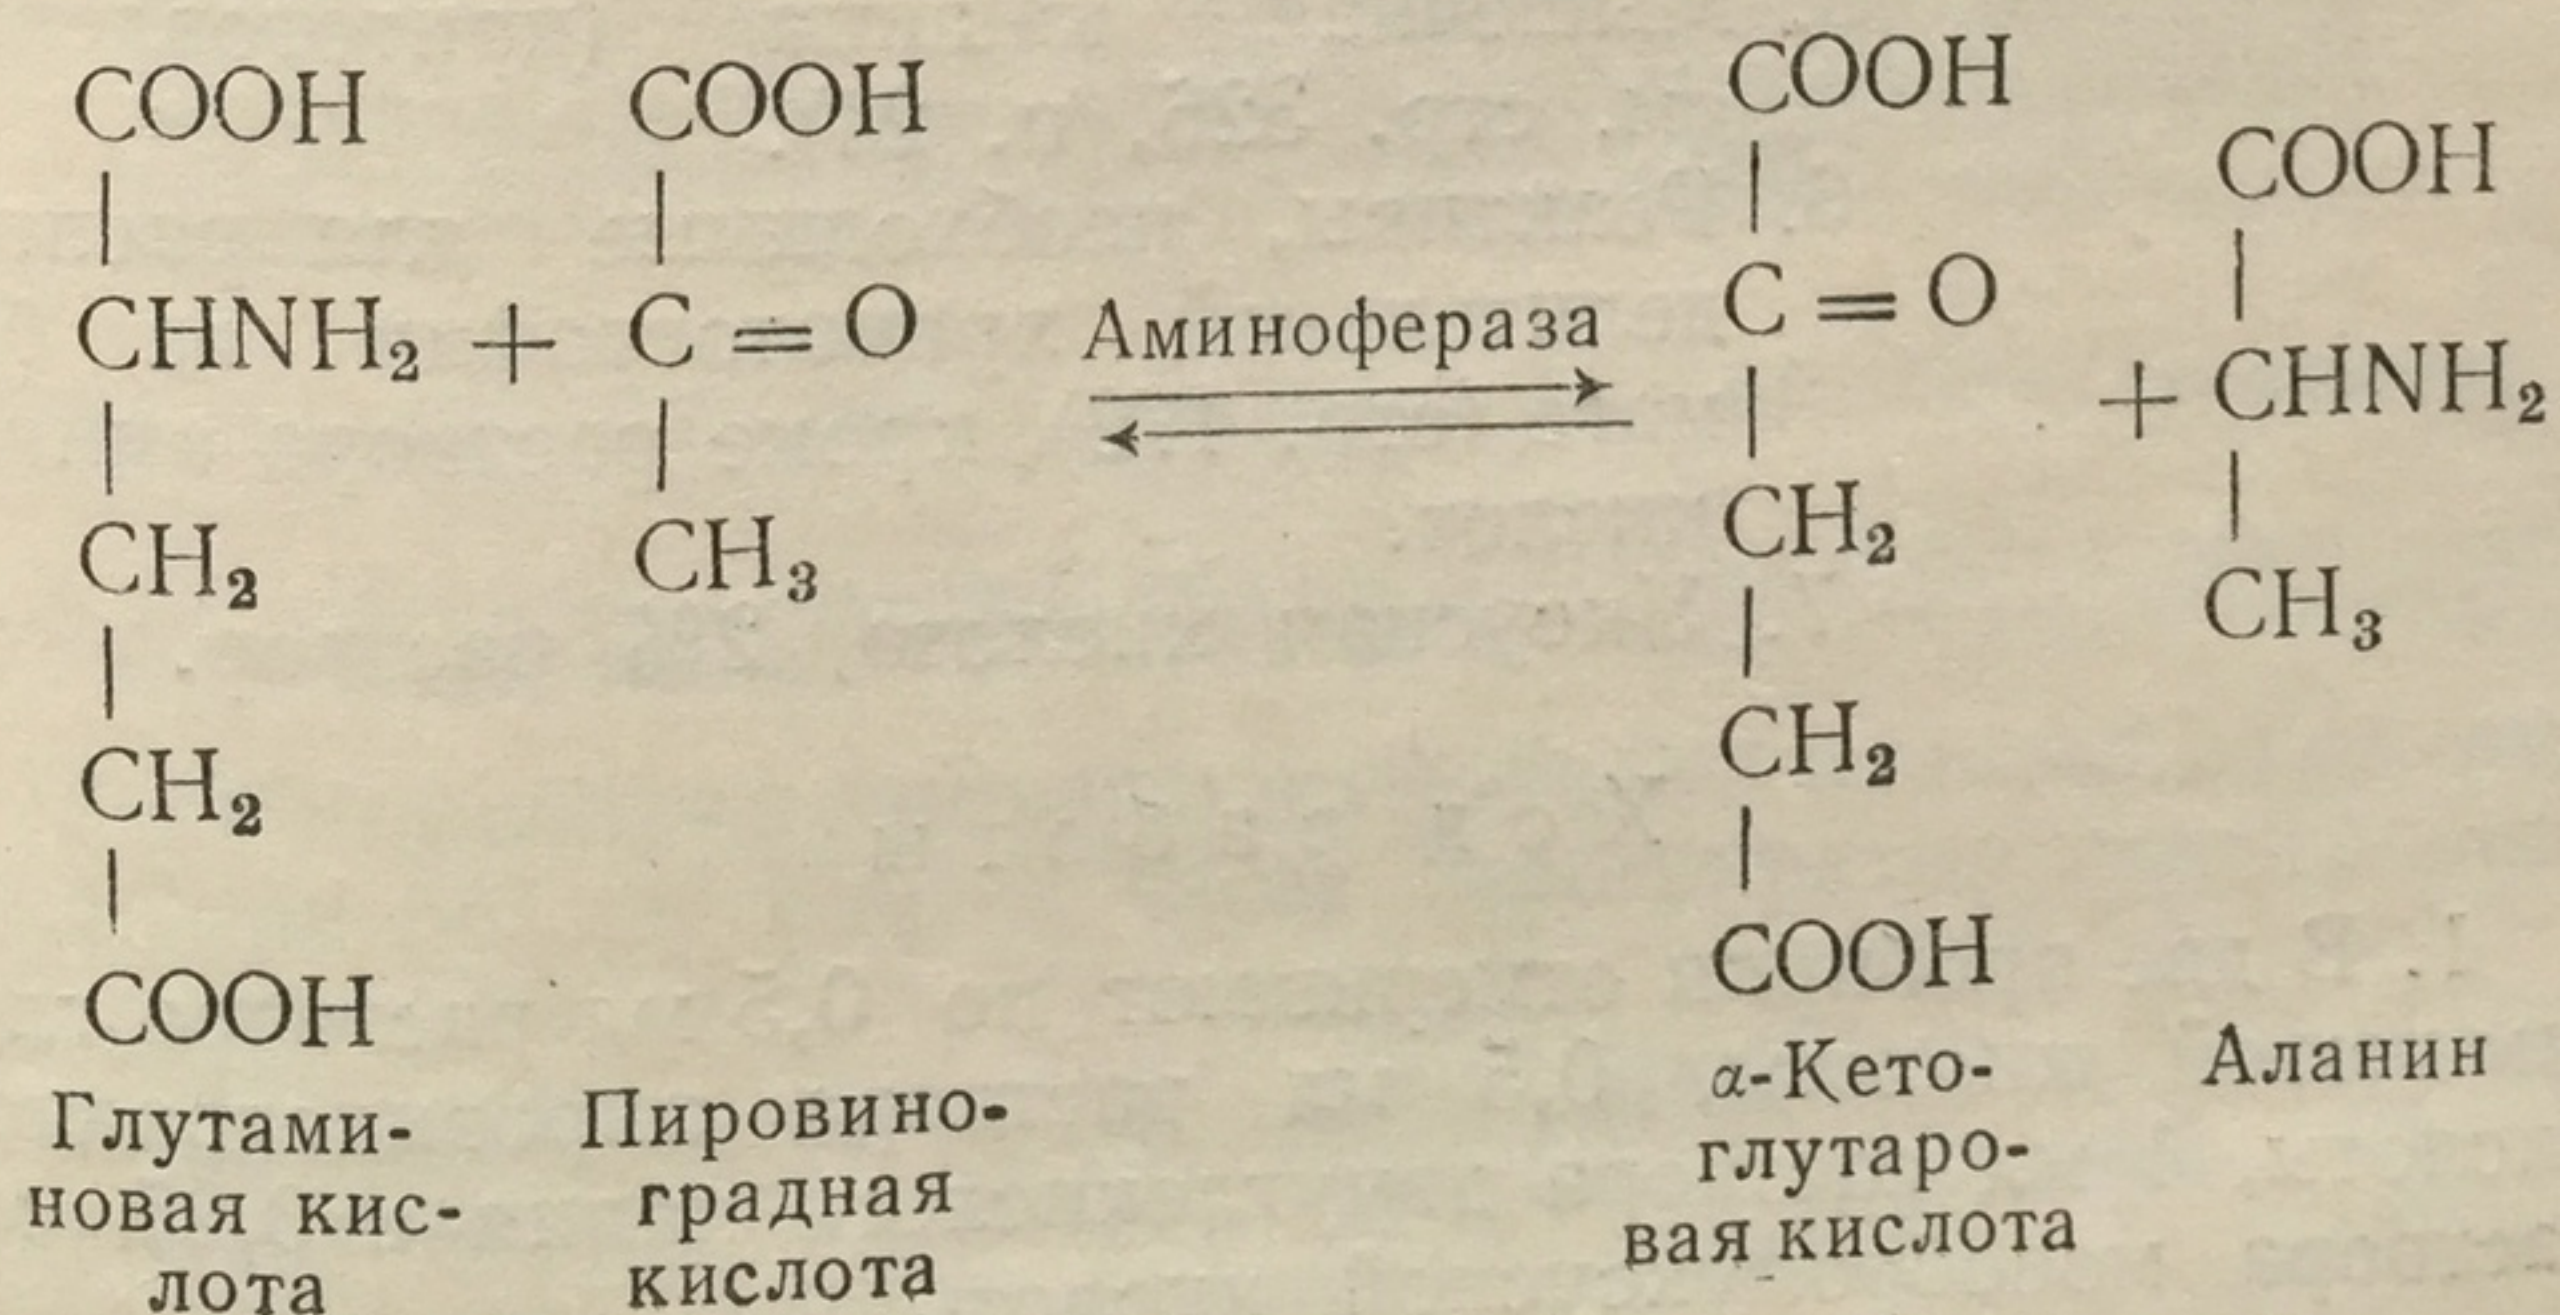 COOH
|
CHNH₂
|
CH₂
|
CH₂
|
COOH
Глутами-
новая кис-
лота
+
COOH
|
C = O
|
CH₃
Пировино-
градная
кислота
Аминофераза
COOH
|
C = O
|
CH₂
|
CH₂
|
COOH
α-Кето-
глутаро-
вая кислота
+
COOH
|
CHNH₂
|
CH₃
Аланин